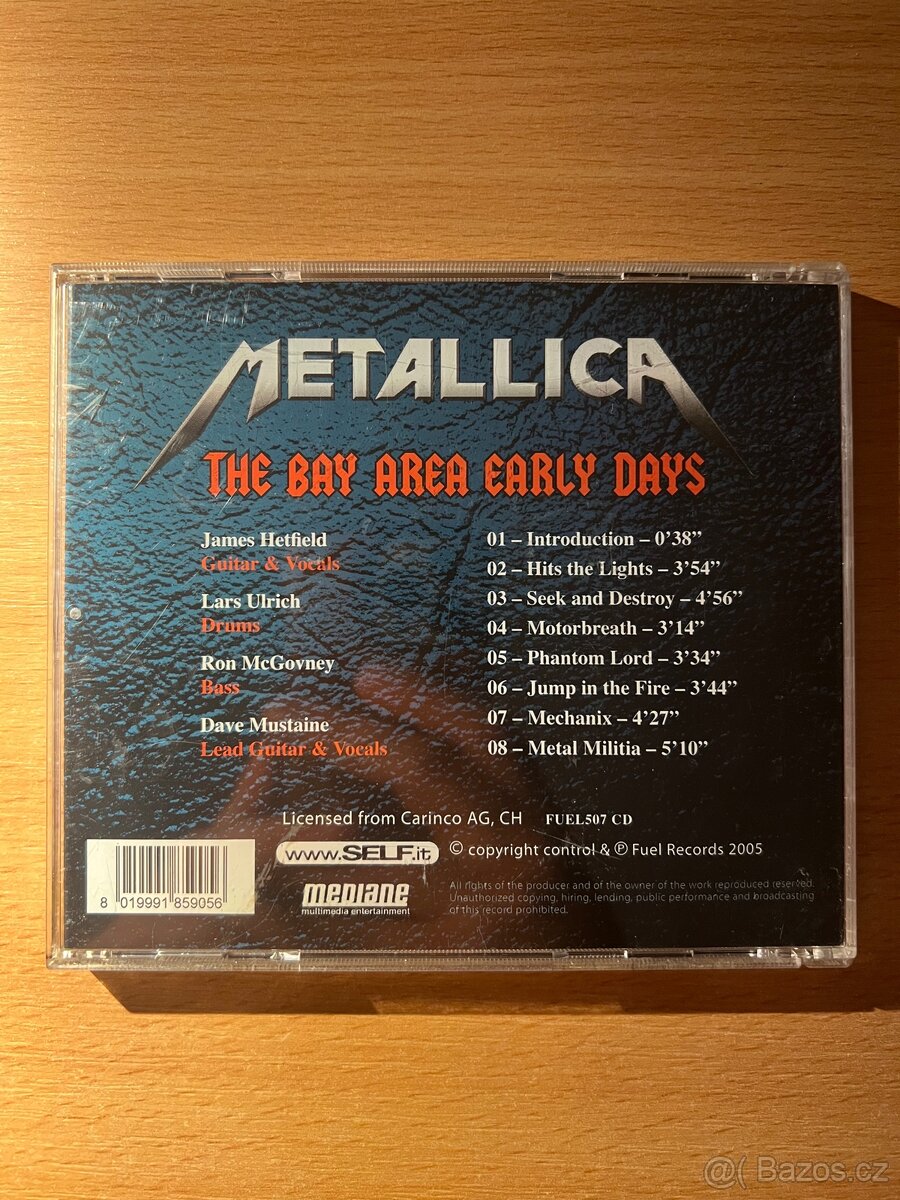 METALLICA
THE BAY AREA EARLY DAYS
James Hetfield
Guitar & Vocals
Lars Ulrich
Drums
Ron McGovney
Bass
Dave Mustaine
Lead Guitar & Vocals
01 – Introduction – 0’38”
02 – Hits the Lights – 3’54”
03 – Seek and Destroy – 4’56”
04 – Motorbreath – 3’14”
05 – Phantom Lord – 3’34”
06 – Jump in the Fire – 3’44”
07 – Mechanix – 4’27”
08 – Metal Militia – 5’10”
Licensed from Carinco AG, CH FUEL507 CD
www.SELF.it © copyright control & ℗ Fuel Records 2005
MEDIANE
multimedia entertainment
All rights of the producer and of the owner of the work reproduced reserved.
Unauthorized copying, hiring, lending, public performance and broadcasting
of this record prohibited.
8 019991 859056
@( Bazos.cz